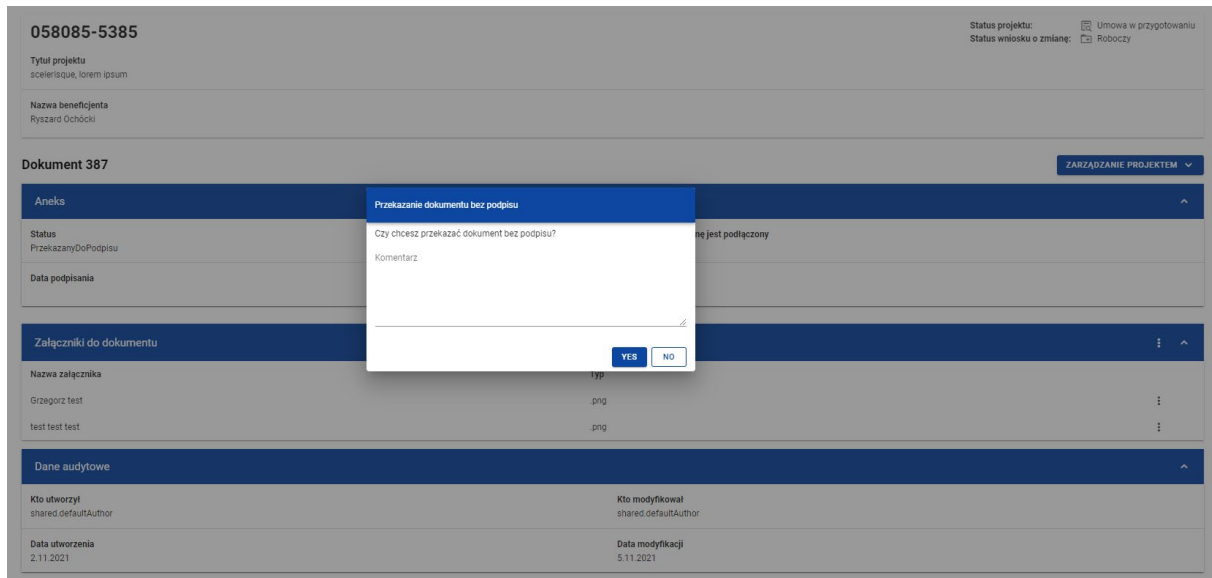 058085-5385
Status projektu: Umowa w przygotowaniu
Status wniosku o zmianę: Roboczy
Tytuł projektu
scelerisque, lorem ipsum
Nazwa beneficjenta
Ryszard Ochócki
Dokument 387
ZARZĄDZANIE PROJEKTEM
Aneks
Status
PrzekazanyDoPodpisu
nę jest podłączony
Data podpisania
Przekazanie dokumentu bez podpisu
Czy chcesz przekazać dokument bez podpisu?
Komentarz
YES NO
Załączniki do dokumentu
Nazwa załącznika Typ
Grzegorz test .png
test test test .png
Dane audytowe
Kto utworzył Kto modyfikował
shared.defaultAuthor shared.defaultAuthor
Data utworzenia Data modyfikacji
2.11.2021 5.11.2021